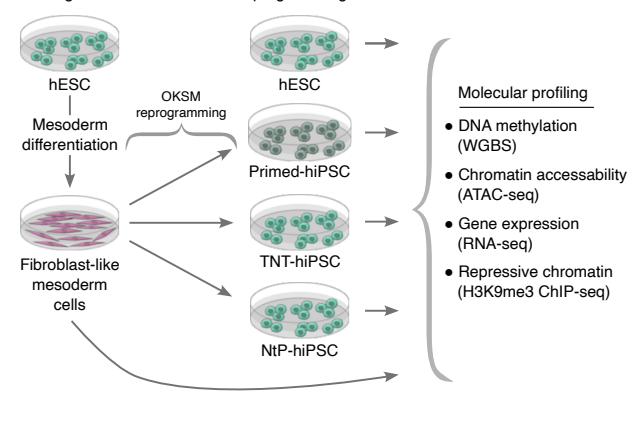 hESC
Mesoderm
differentiation
Fibroblast-like
mesoderm
cells
OKSM
reprogramming
hESC
Primed-hiPSC
TNT-hiPSC
NtP-hiPSC
Molecular profiling
● DNA methylation
(WGBS)
● Chromatin accessability
(ATAC-seq)
● Gene expression
(RNA-seq)
● Repressive chromatin
(H3K9me3 ChIP-seq)